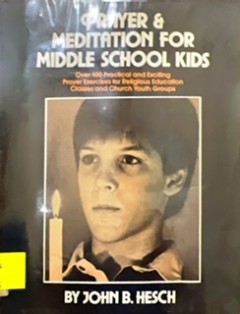 PRAYER &
MEDITATION FOR
MIDDLE SCHOOL KIDS
Over 100 Practical and Exciting
Prayer Exercises for Religious Education
Classes and Church Youth Groups
BY JOHN B. HESCH